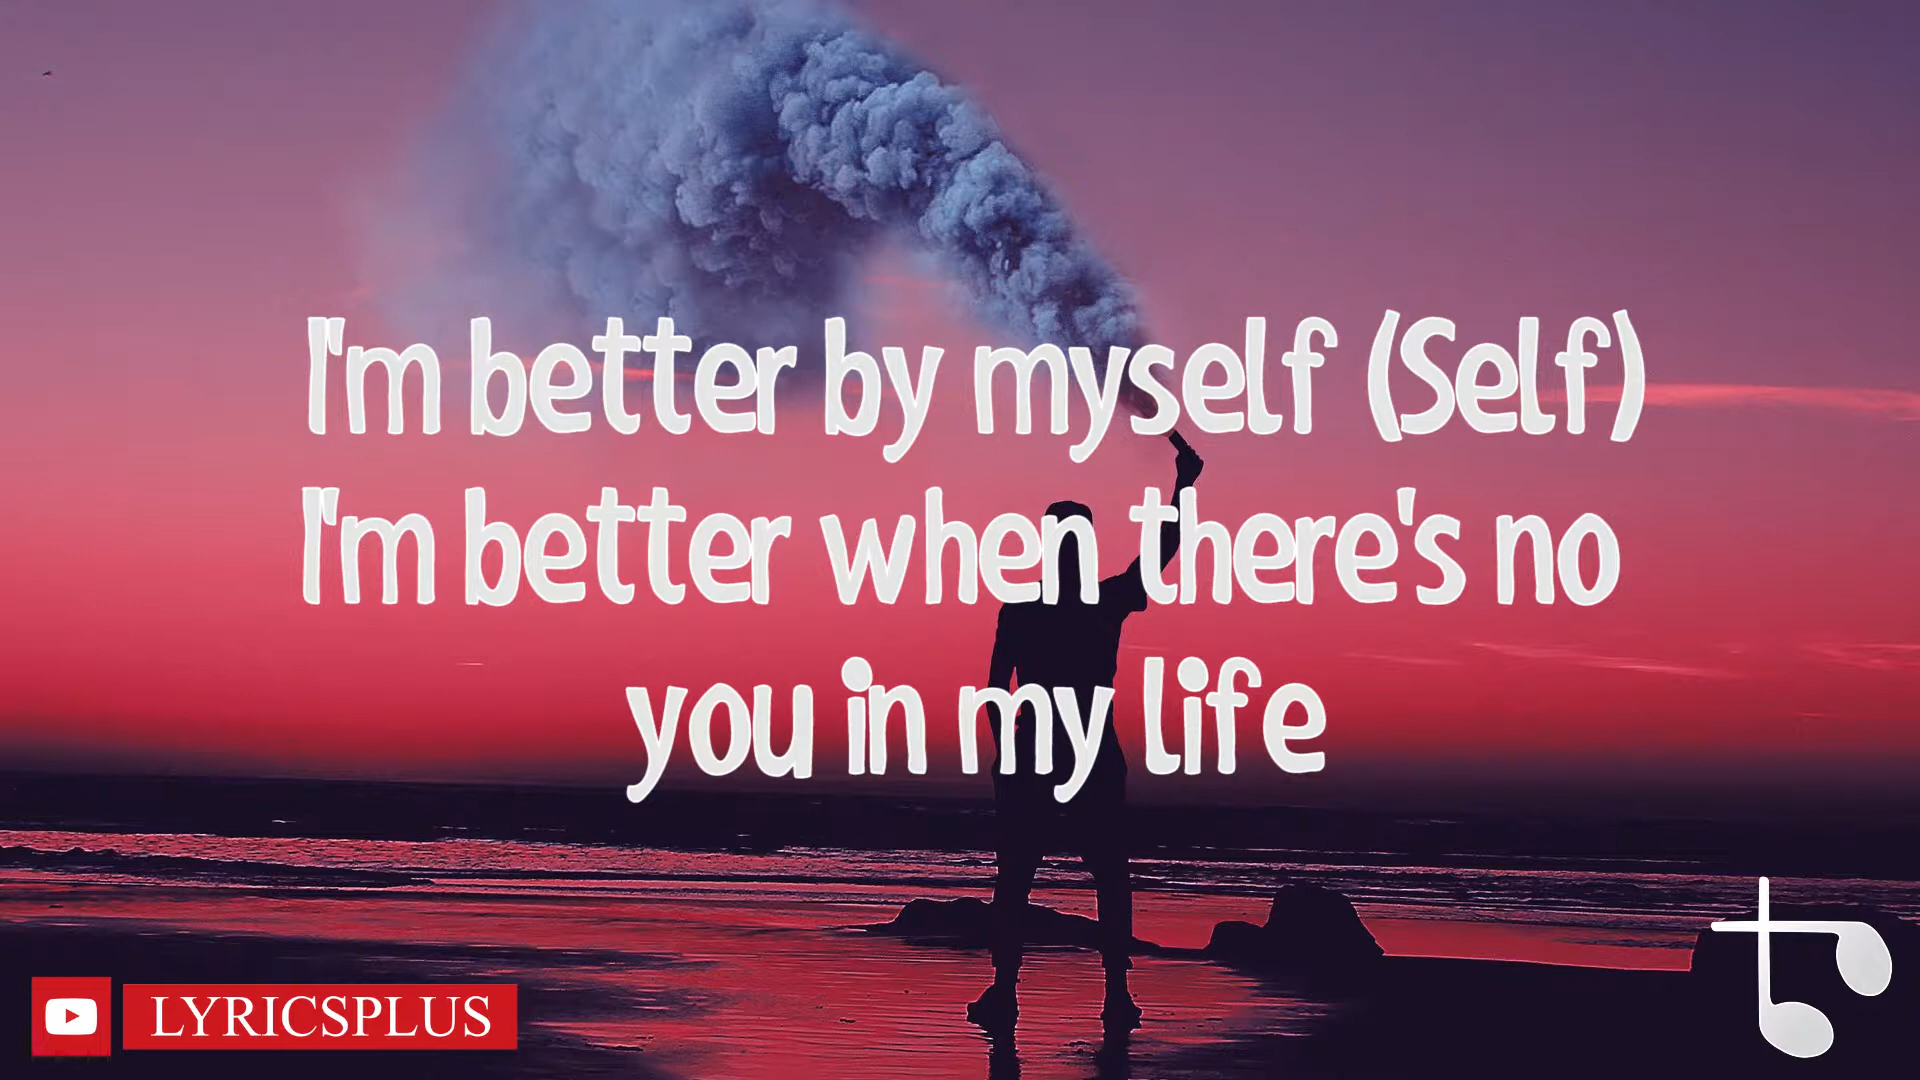 I'm better by myself (Self)
I'm better when there's no
you in my life
LYRICSPLUS